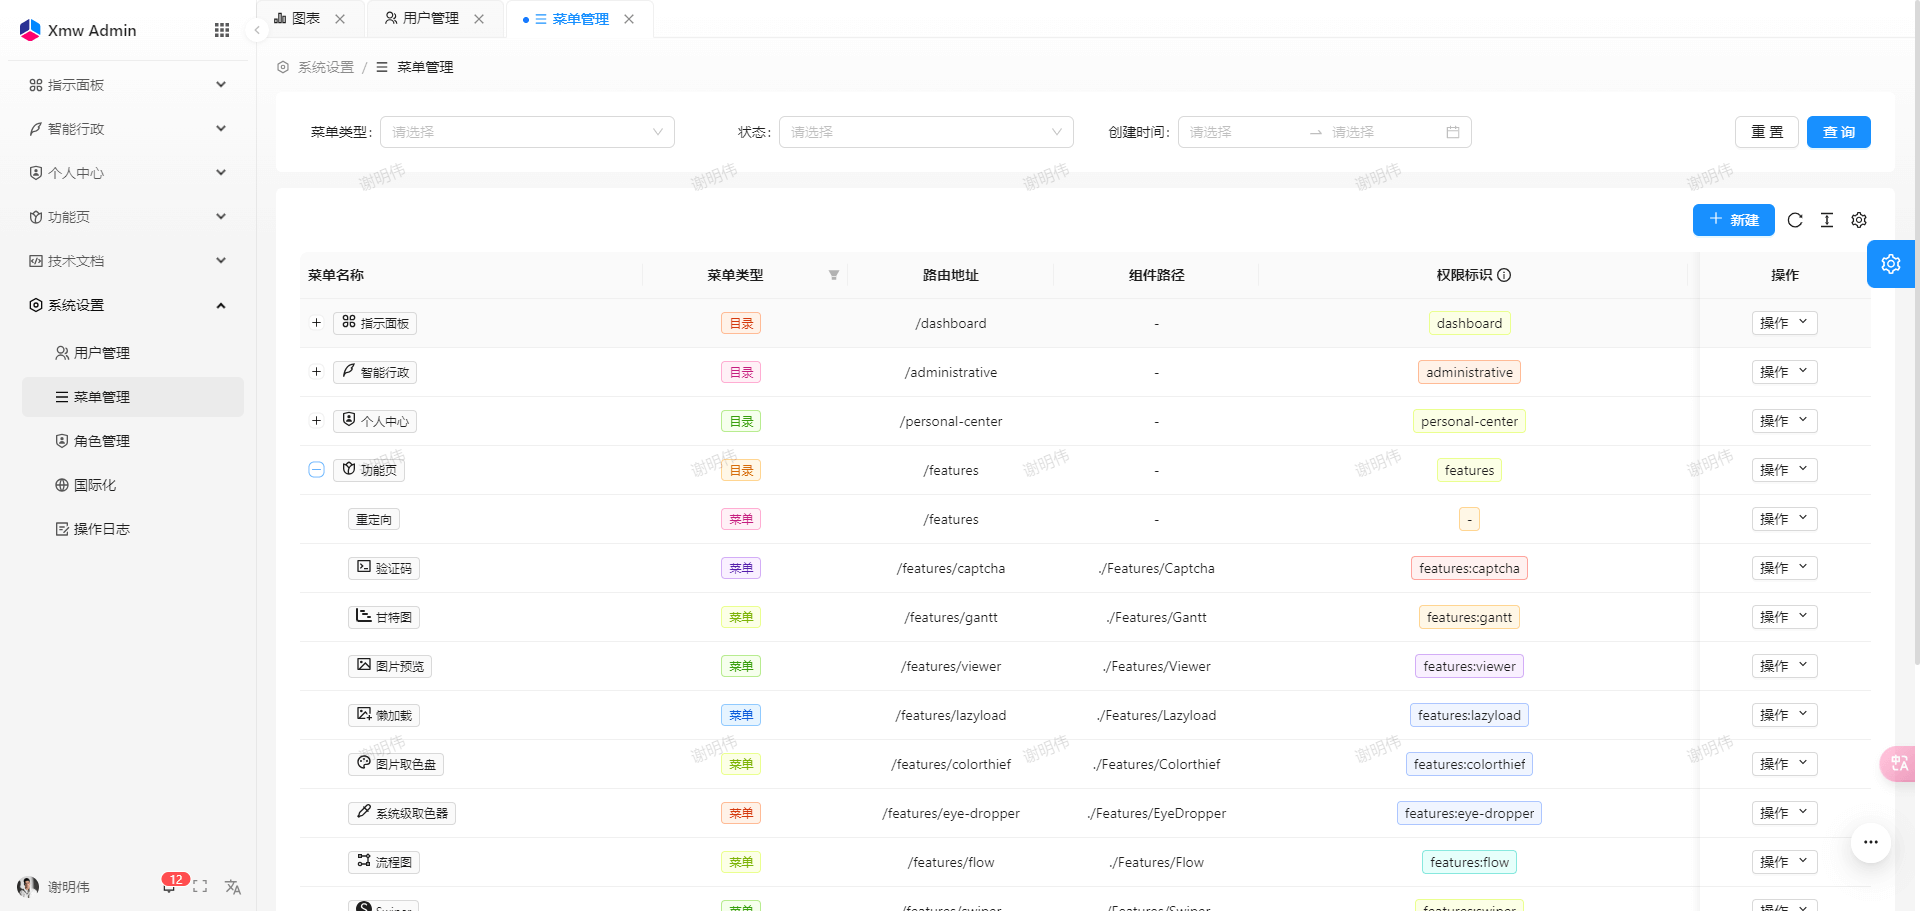 Xmw Admin
图表
用户管理
菜单管理
系统设置 / 菜单管理
指示面板
智能行政
个人中心
功能页
技术文档
系统设置
用户管理
菜单管理
角色管理
国际化
操作日志
谢明伟
12
菜单类型: 请选择
状态: 请选择
创建时间: 请选择 → 请选择
重 置
查 询
谢明伟 谢明伟 谢明伟 谢明伟 谢明伟
新建
菜单名称 菜单类型 路由地址 组件路径 权限标识 操作
指示面板 目录 /dashboard - dashboard 操作
智能行政 目录 /administrative - administrative 操作
个人中心 目录 /personal-center - personal-center 操作
功能页 目录 /features - features 操作
谢明伟 谢明伟 谢明伟 谢明伟 谢明伟
重定向 菜单 /features - - 操作
验证码 菜单 /features/captcha ./Features/Captcha features:captcha 操作
甘特图 菜单 /features/gantt ./Features/Gantt features:gantt 操作
图片预览 菜单 /features/viewer ./Features/Viewer features:viewer 操作
懒加载 菜单 /features/lazyload ./Features/Lazyload features:lazyload 操作
谢明伟 谢明伟 谢明伟 谢明伟 谢明伟
图片取色盘 菜单 /features/colorthief ./Features/Colorthief features:colorthief 操作
系统级取色器 菜单 /features/eye-dropper ./Features/EyeDropper features:eye-dropper 操作
流程图 菜单 /features/flow ./Features/Flow features:flow 操作
Swiper 菜单 /features/swiper ./Features/Swiper features:swiper 操作